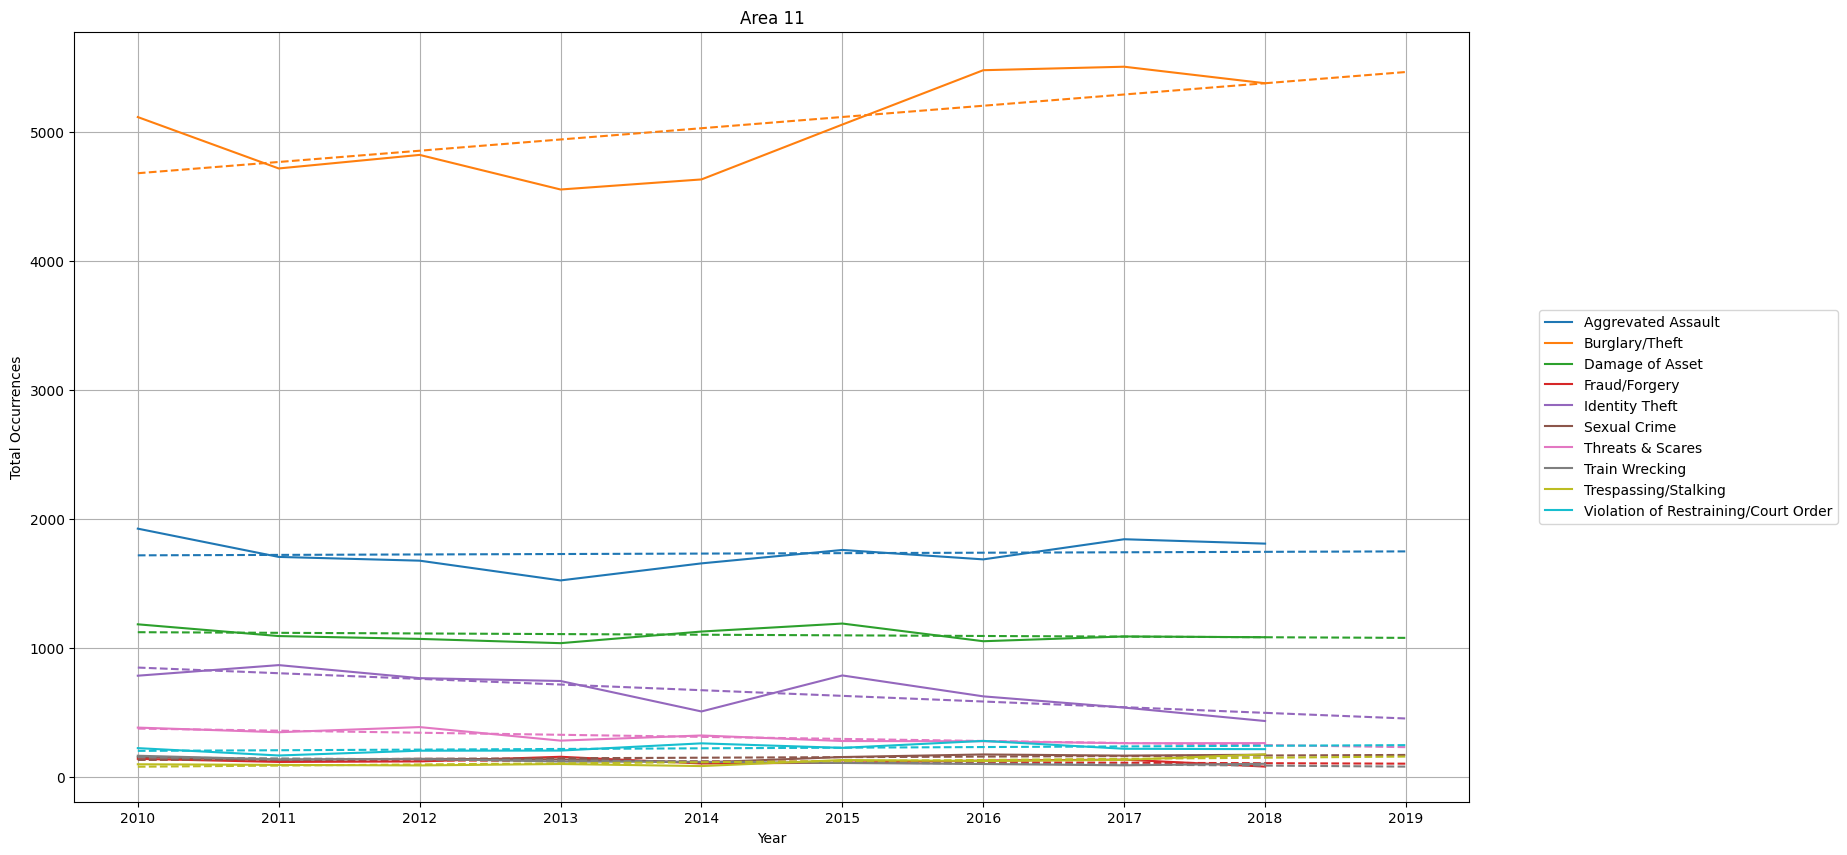 Area 11
Total Occurrences
5000
4000
3000
2000
1000
0
2010 2011 2012 2013 2014 2015 2016 2017 2018 2019
Year
Aggrevated Assault
Burglary/Theft
Damage of Asset
Fraud/Forgery
Identity Theft
Sexual Crime
Threats & Scares
Train Wrecking
Trespassing/Stalking
Violation of Restraining/Court Order